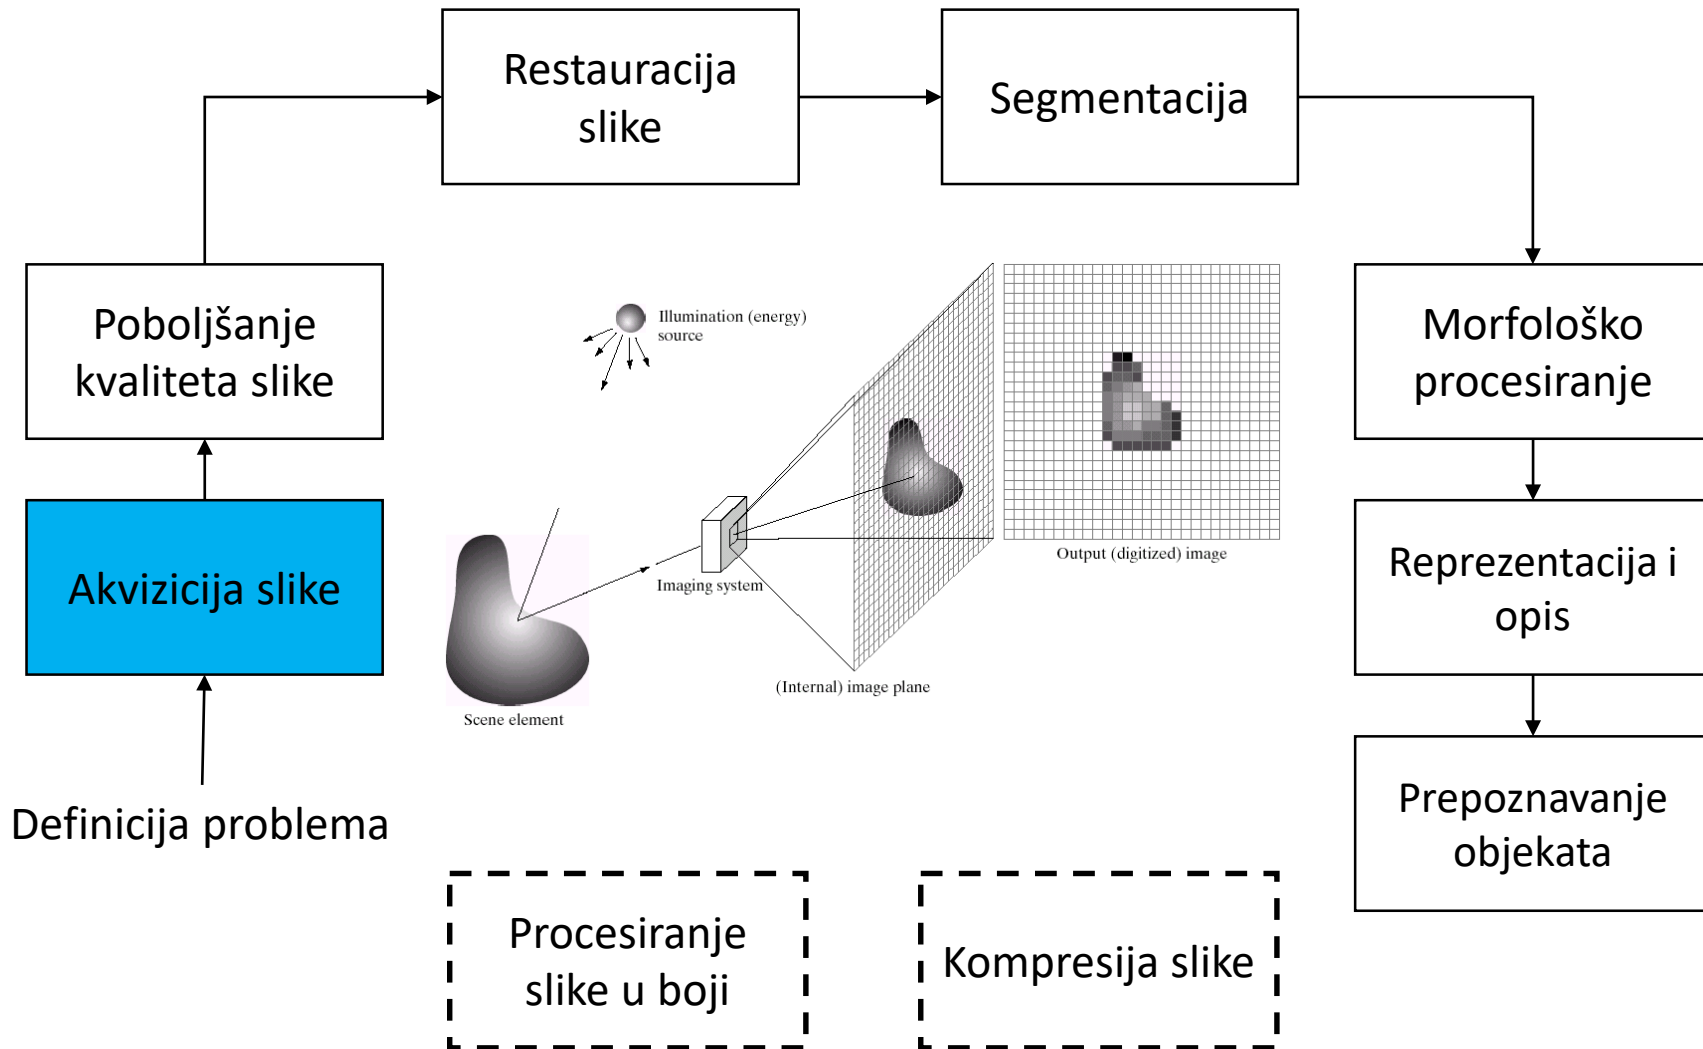 Restauracija
slike
Segmentacija
Poboljšanje
kvaliteta slike
Illumination (energy)
source
Morfološko
procesiranje
Akvizicija slike
Imaging system
Output (digitized) image
Reprezentacija i
opis
(Internal) image plane
Scene element
Definicija problema
Prepoznavanje
objekata
Procesiranje
slike u boji
Kompresija slike